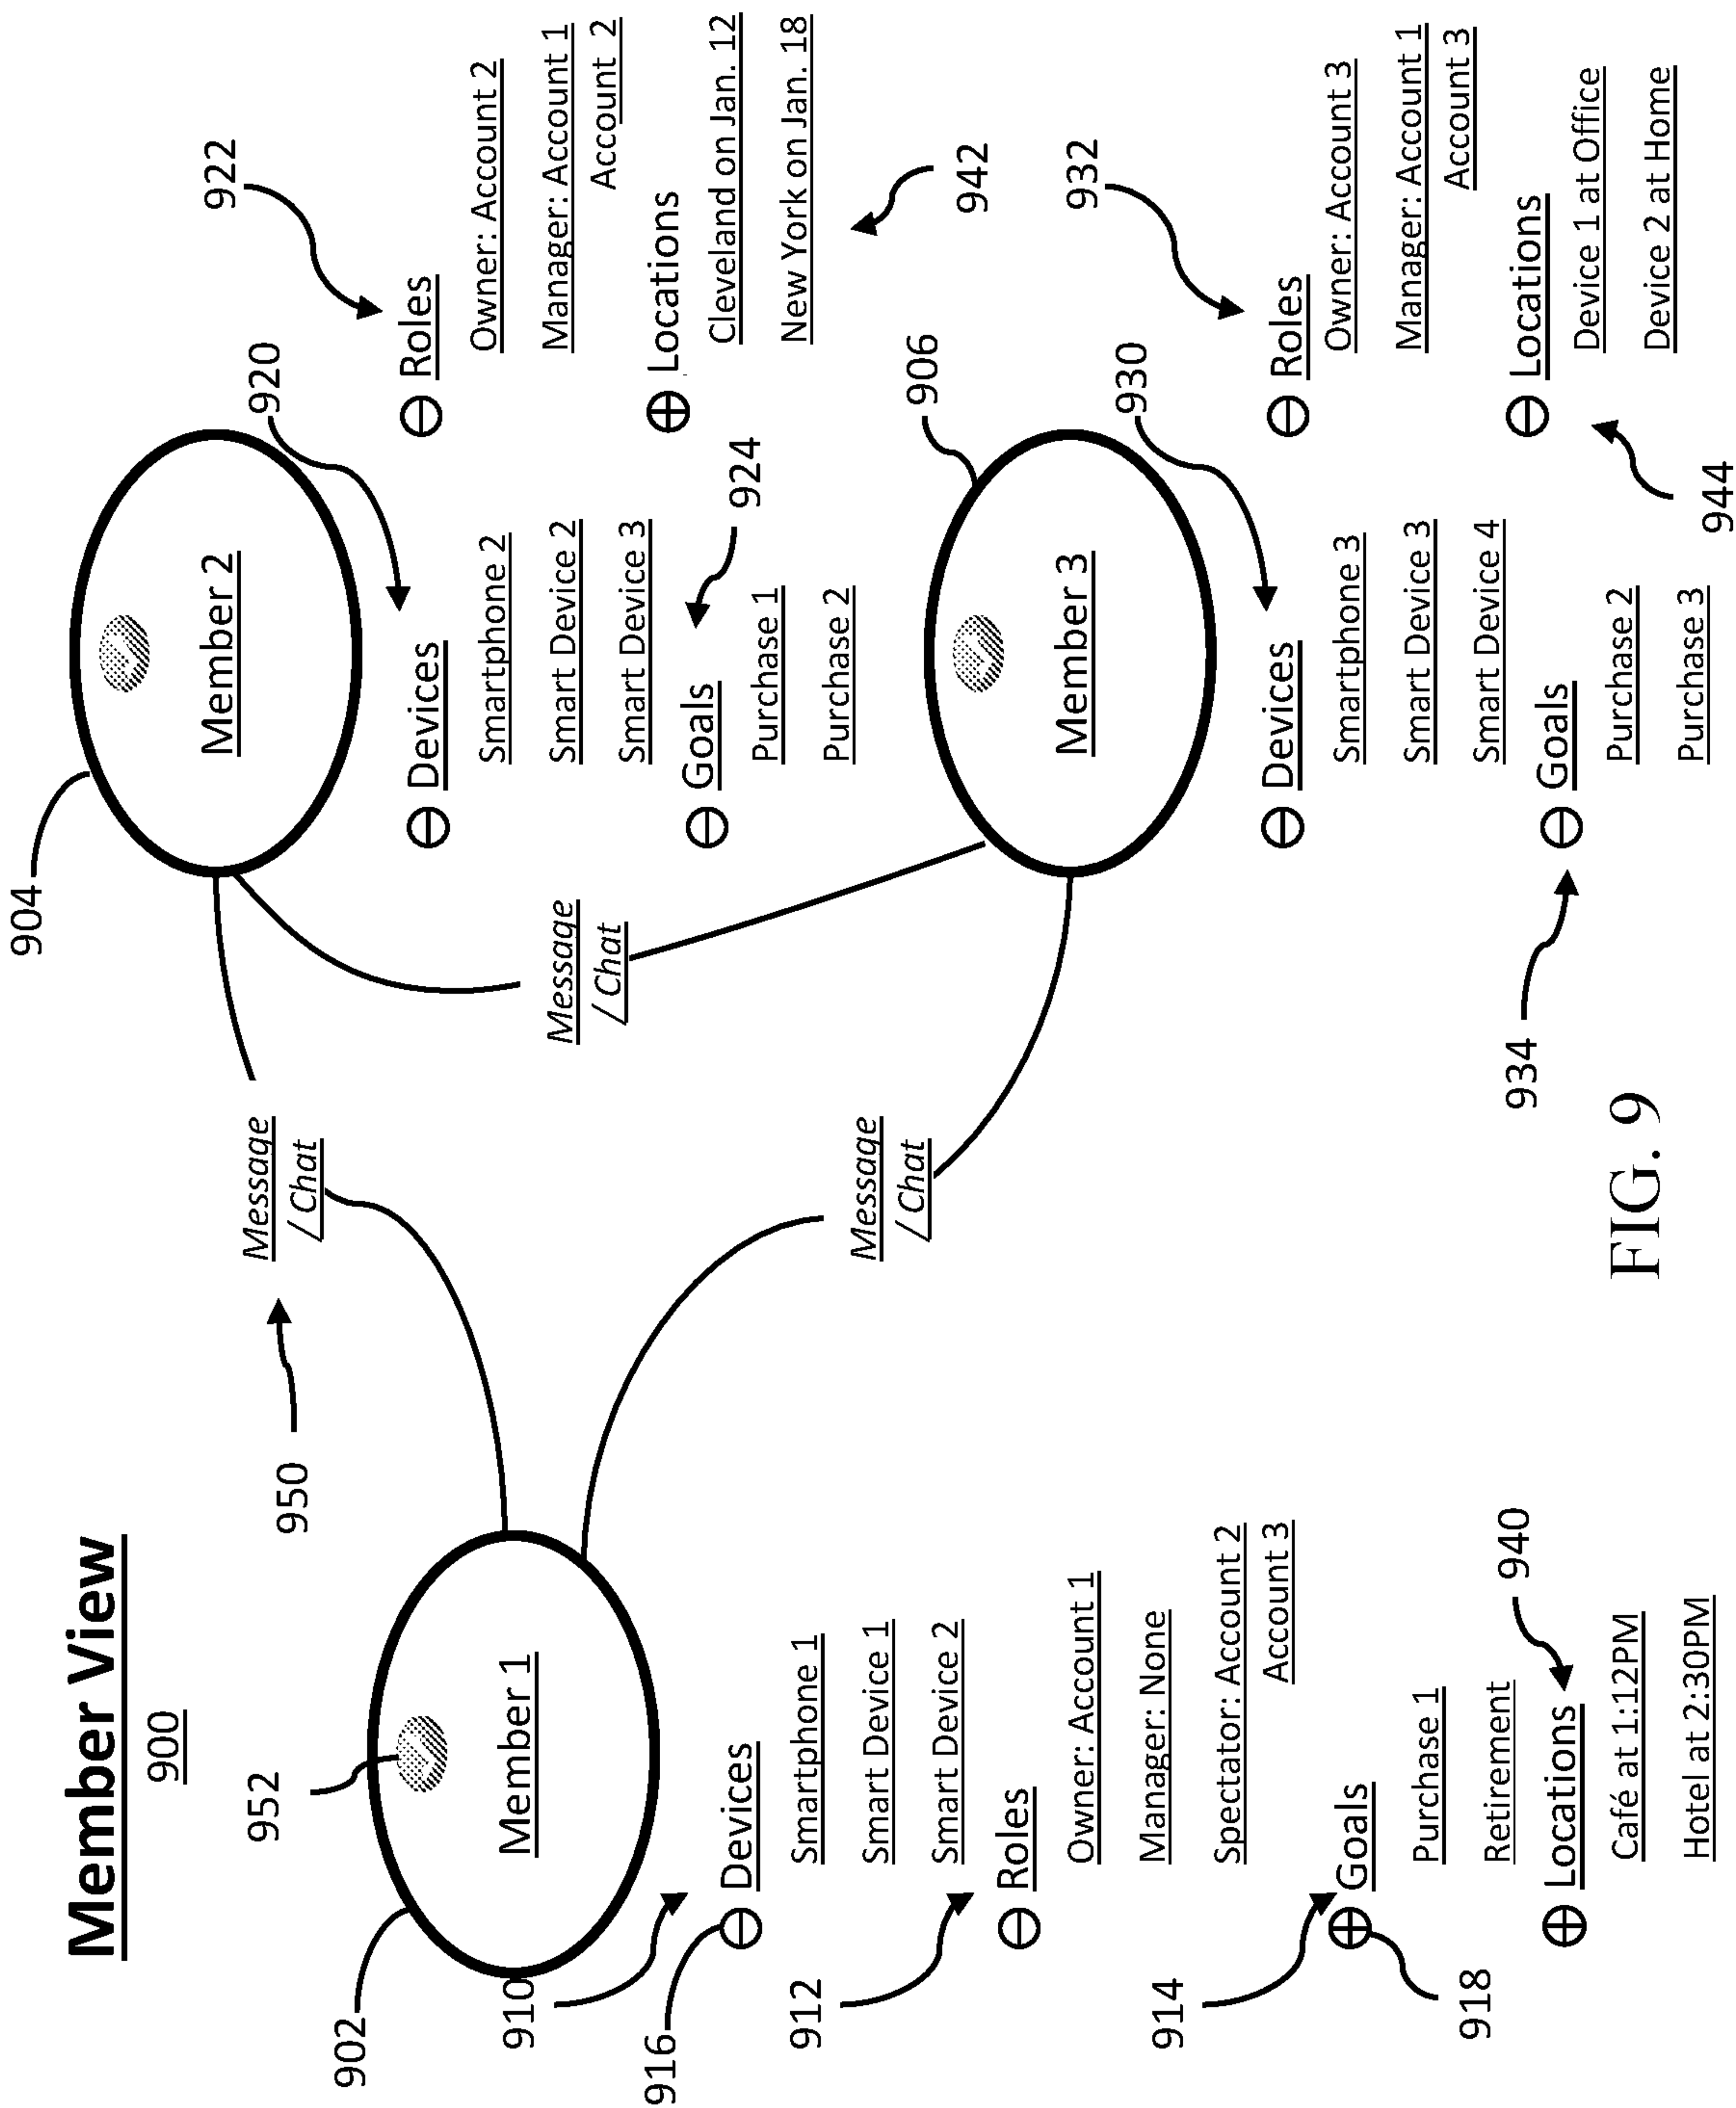 Member View
900
952
902
Member 1
910
916
Devices
Smartphone 1
Smart Device 1
Smart Device 2
912
Roles
Owner: Account 1
Manager: None
Spectator: Account 2
Account 3
914
918
Goals
Purchase 1
Retirement
940
Locations
Café at 1:12PM
Hotel at 2:30PM
950
Message
/ Chat
Message
/ Chat
Message
/ Chat
904
Member 2
920
Devices
Smartphone 2
Smart Device 2
Smart Device 3
924
Goals
Purchase 1
Purchase 2
922
Roles
Owner: Account 2
Manager: Account 1
Account 2
Locations
Cleveland on Jan. 12
New York on Jan. 18
942
906
Member 3
930
Devices
Smartphone 3
Smart Device 3
Smart Device 4
934
Goals
Purchase 2
Purchase 3
932
Roles
Owner: Account 3
Manager: Account 1
Account 3
Locations
Device 1 at Office
Device 2 at Home
944
FIG. 9